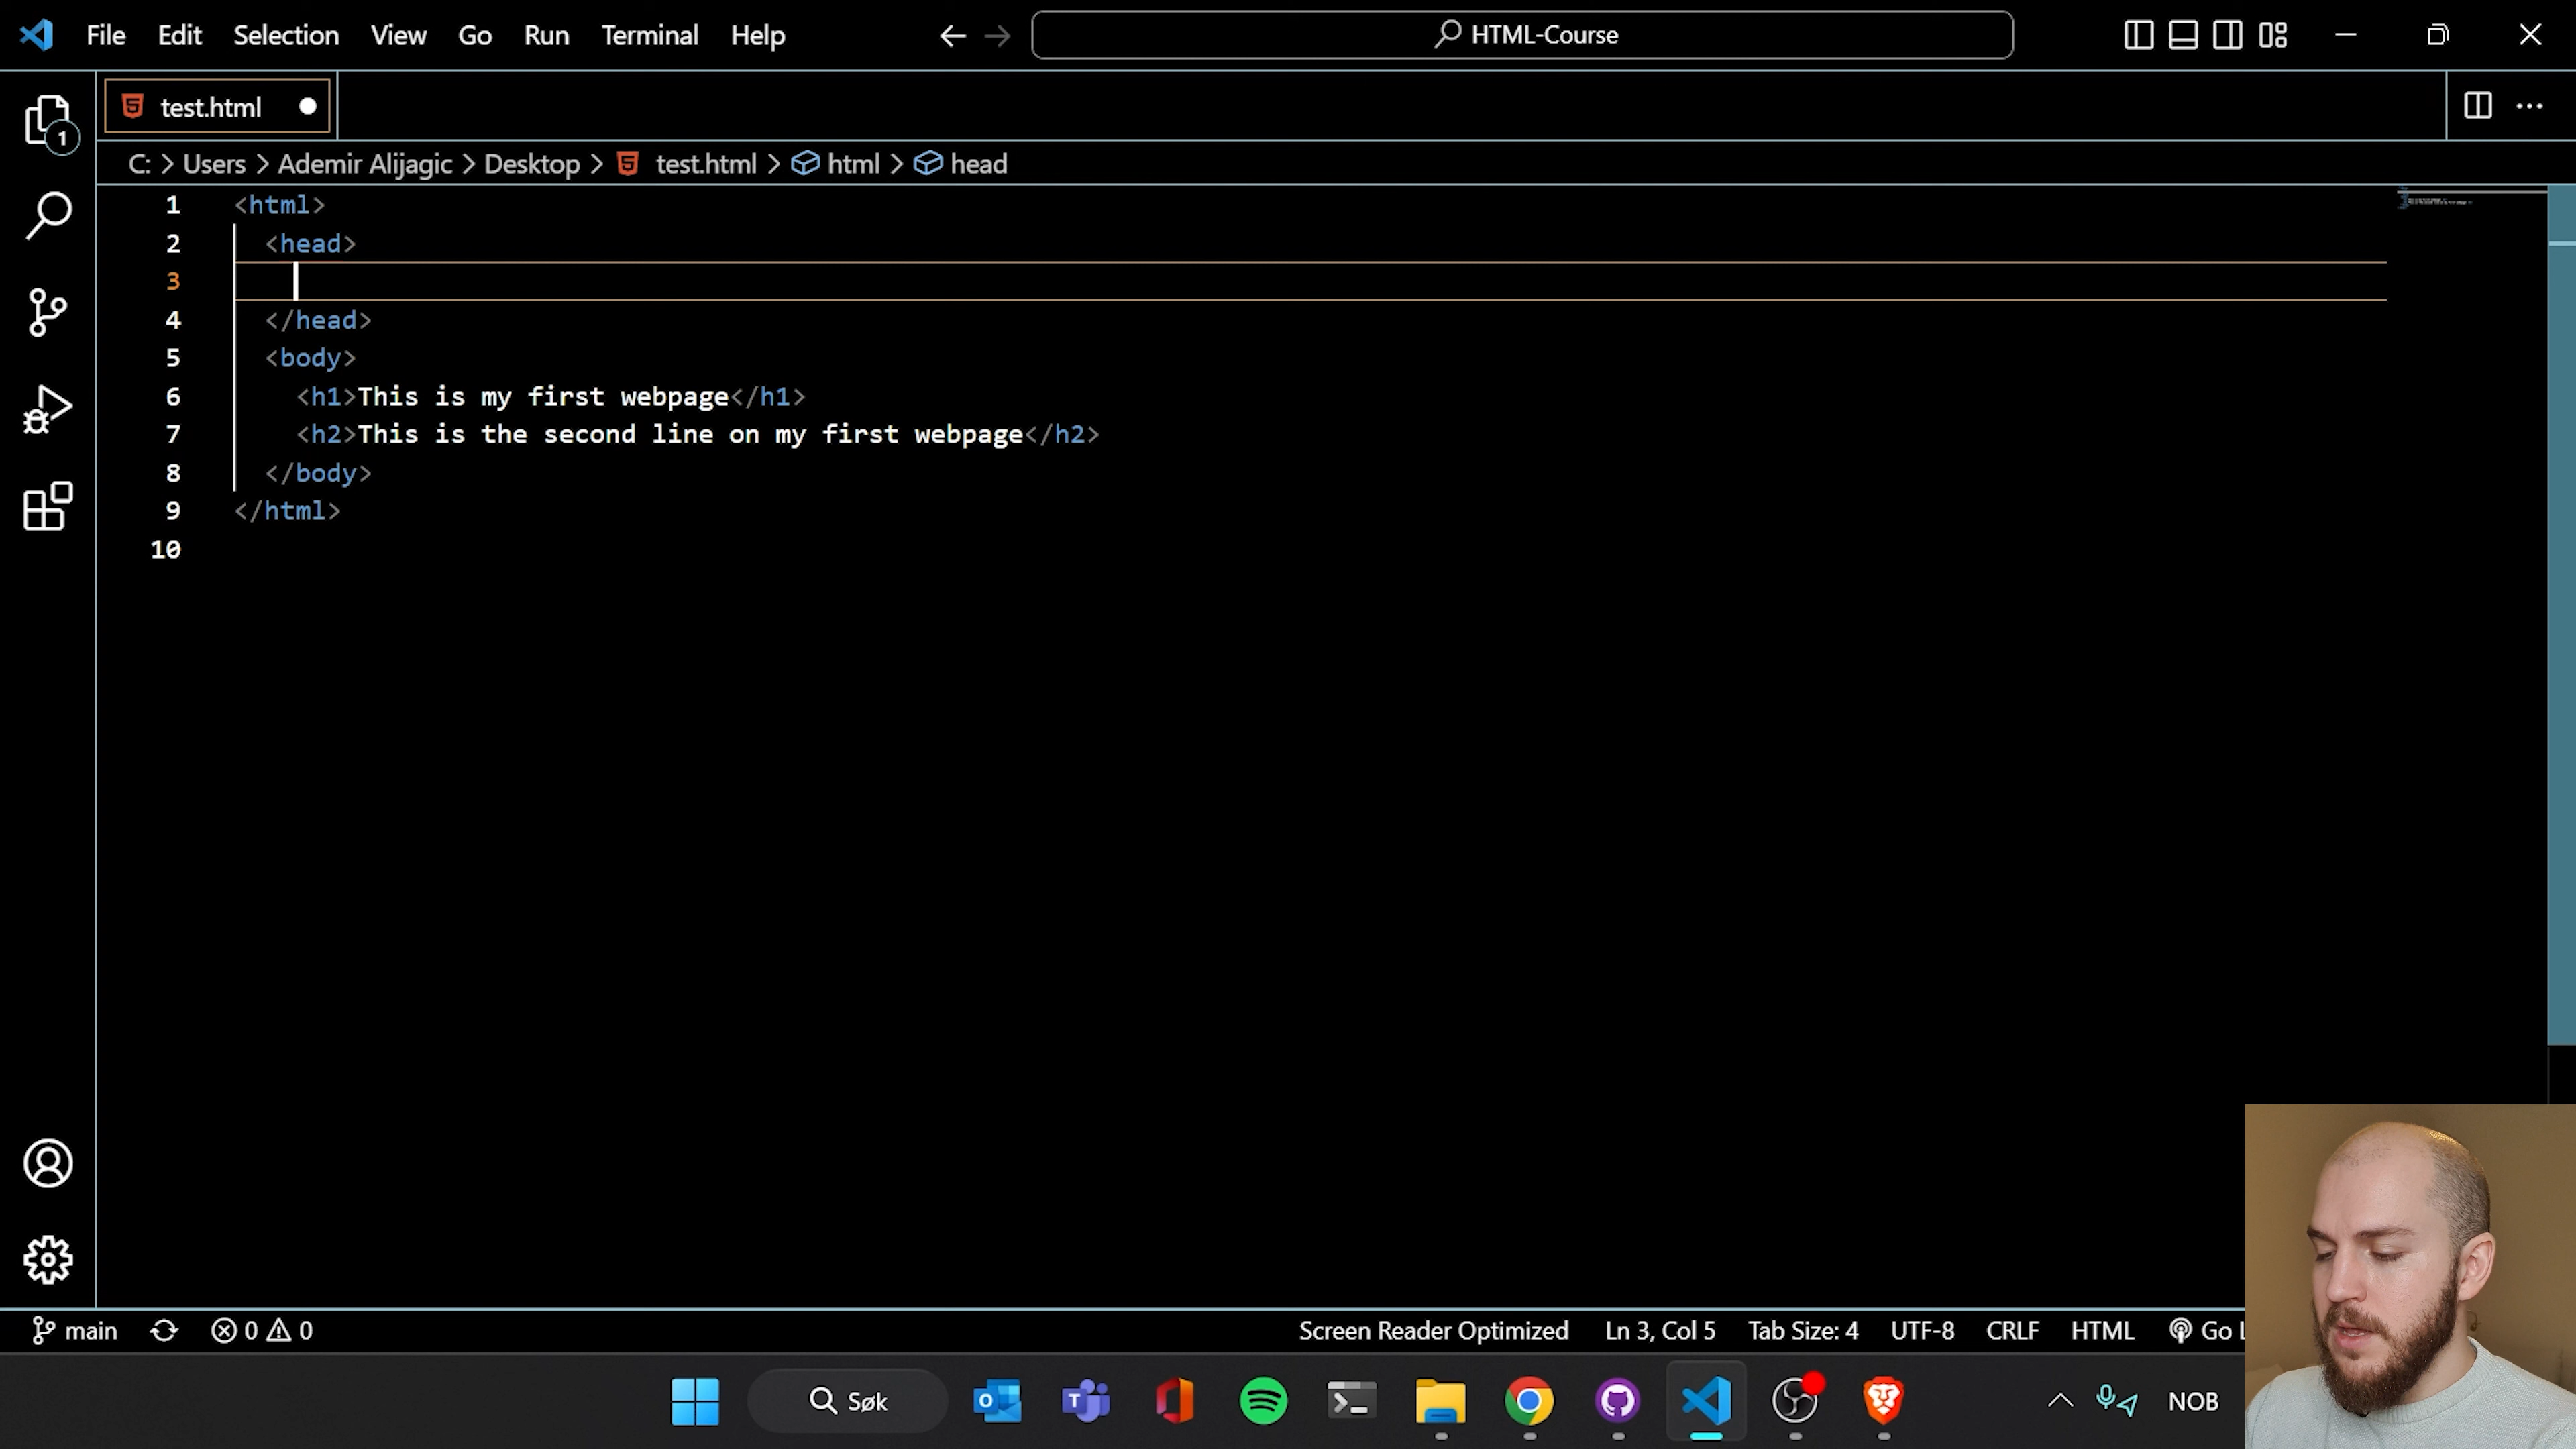 File Edit Selection View Go Run Terminal Help HTML-Course
test.html
1
C: > Users > Ademir Alijagic > Desktop > test.html > html > head
1 <html>
2 <head>
3
4 </head>
5 <body>
6 <h1>This is my first webpage</h1>
7 <h2>This is the second line on my first webpage</h2>
8 </body>
9 </html>
10
main 0 0 Screen Reader Optimized Ln 3, Col 5 Tab Size: 4 UTF-8 CRLF HTML Go L
Søk NOB